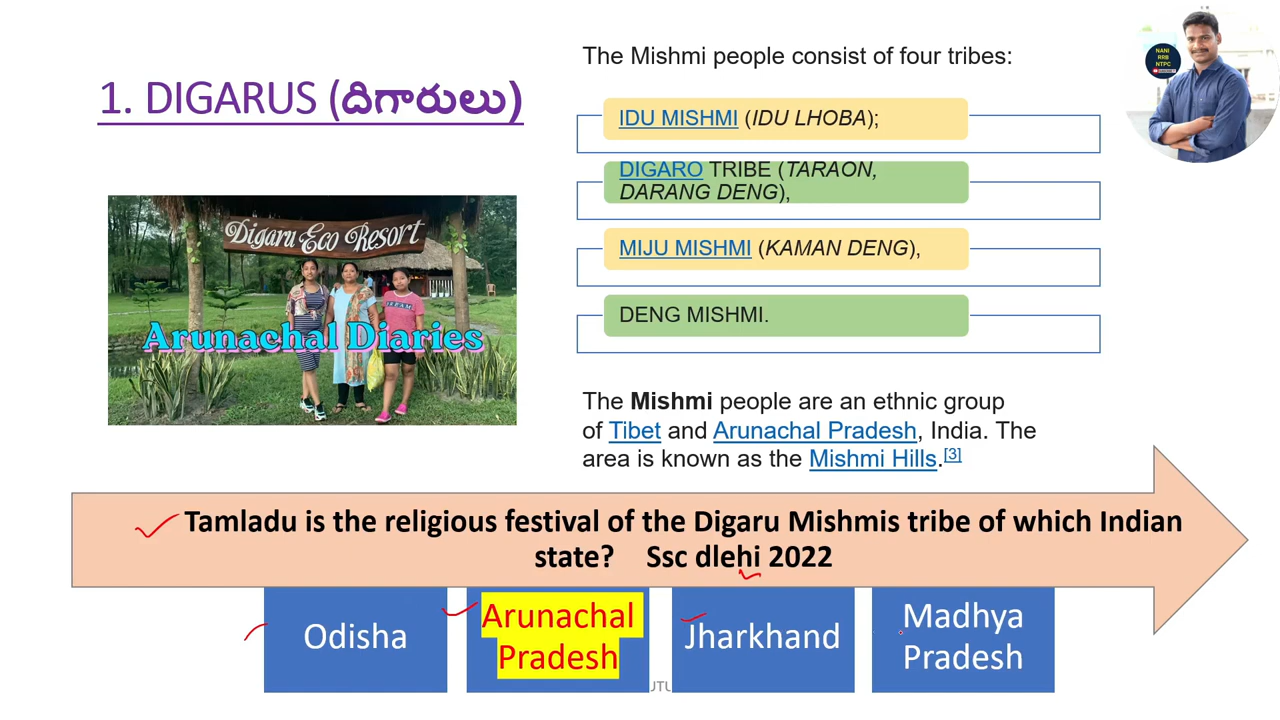 1. DIGARUS (దిగారులు)
Digaru Eco Resort
Arunachal Diaries
The Mishmi people consist of four tribes:
IDU MISHMI (IDU LHOBA);
DIGARO TRIBE (TARAON,
DARANG DENG),
MIJU MISHMI (KAMAN DENG),
DENG MISHMI.
The Mishmi people are an ethnic group
of Tibet and Arunachal Pradesh, India. The
area is known as the Mishmi Hills.[3]
NANI
RRB
NTPC
Tamladu is the religious festival of the Digaru Mishmis tribe of which Indian
state? Ssc dlehi 2022
Odisha
Arunachal
Pradesh
Jharkhand
Madhya
Pradesh